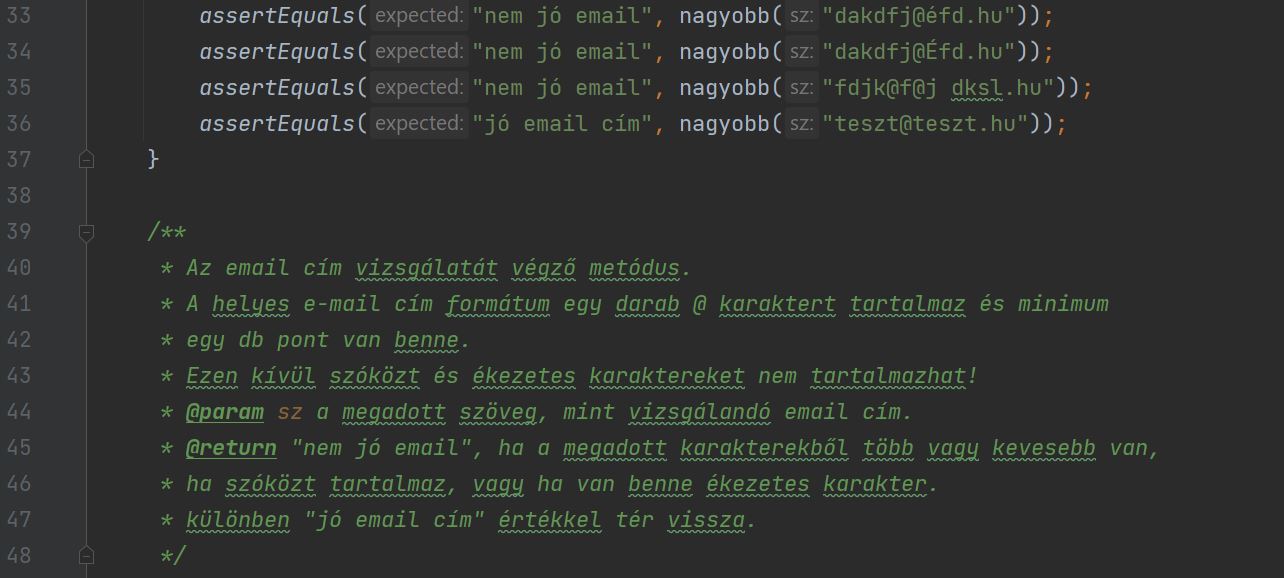 33 assertEquals( expected: "nem jó email", nagyobb( sz: "dakdfj@éfd.hu"));
34 assertEquals( expected: "nem jó email", nagyobb( sz: "dakdfj@Éfd.hu"));
35 assertEquals( expected: "nem jó email", nagyobb( sz: "fdjk@f@j dksl.hu"));
36 assertEquals( expected: "jó email cím", nagyobb( sz: "teszt@teszt.hu"));
37 }
38
39 /**
40 * Az email cím vizsgálatát végző metódus.
41 * A helyes e-mail cím formátum egy darab @ karaktert tartalmaz és minimum
42 * egy db pont van benne.
43 * Ezen kívül szóközt és ékezetes karaktereket nem tartalmazhat!
44 * @param sz a megadott szöveg, mint vizsgálandó email cím.
45 * @return "nem jó email", ha a megadott karakterekből több vagy kevesebb van,
46 * ha szóközt tartalmaz, vagy ha van benne ékezetes karakter.
47 * különben "jó email cím" értékkel tér vissza.
48 */